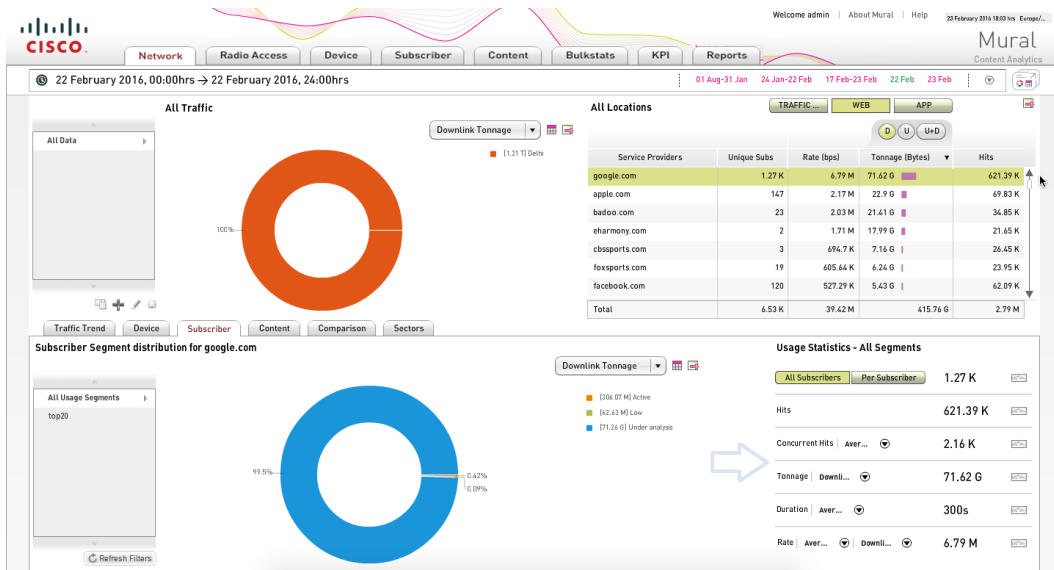 Welcome admin | About Mural | Help
23 February 2016 18:03 hrs Europe/...
CISCO
Mural
Content Analytics
Network Radio Access Device Subscriber Content Bulkstats KPI Reports
22 February 2016, 00:00hrs → 22 February 2016, 24:00hrs
01 Aug-31 Jan 24 Jan-22 Feb 17 Feb-23 Feb 22 Feb 23 Feb
All Traffic
All Data
Downlink Tonnage
[1.21 T] Delhi
100%
All Locations
TRAFFIC ... WEB APP
D U U+D
Service Providers Unique Subs Rate (bps) Tonnage (Bytes) Hits
google.com 1.27 K 6.79 M 71.62 G 621.39 K
apple.com 147 2.17 M 22.9 G 69.83 K
badoo.com 23 2.03 M 21.41 G 34.85 K
eharmony.com 2 1.71 M 17.99 G 21.65 K
cbssports.com 3 694.7 K 7.16 G 26.45 K
foxsports.com 19 605.64 K 6.24 G 23.95 K
facebook.com 120 527.29 K 5.43 G 62.09 K
Total 6.53 K 39.42 M 415.76 G 2.79 M
Traffic Trend Device Subscriber Content Comparison Sectors
Subscriber Segment distribution for google.com
All Usage Segments
top20
Refresh Filters
Downlink Tonnage
[306.07 M] Active
[62.63 M] Low
[71.26 G] Under analysis
99.5%
0.42%
0.09%
Usage Statistics - All Segments
All Subscribers Per Subscriber 1.27 K
Hits 621.39 K
Concurrent Hits | Aver... 2.16 K
Tonnage | Downli... 71.62 G
Duration | Aver... 300s
Rate | Aver... | Downli... 6.79 M